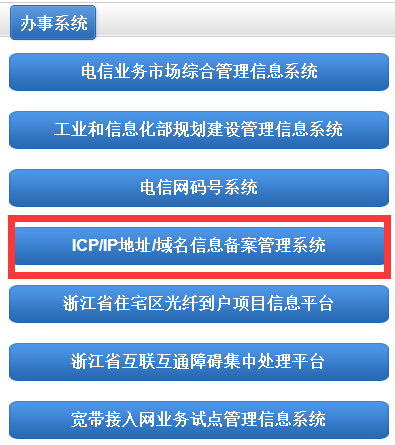 办事系统
电信业务市场综合管理信息系统
工业和信息化部规划建设管理信息系统
电信网码号系统
ICP/IP地址/域名信息备案管理系统
浙江省住宅区光纤到户项目信息平台
浙江省互联互通障碍集中处理平台
宽带接入网业务试点管理信息系统